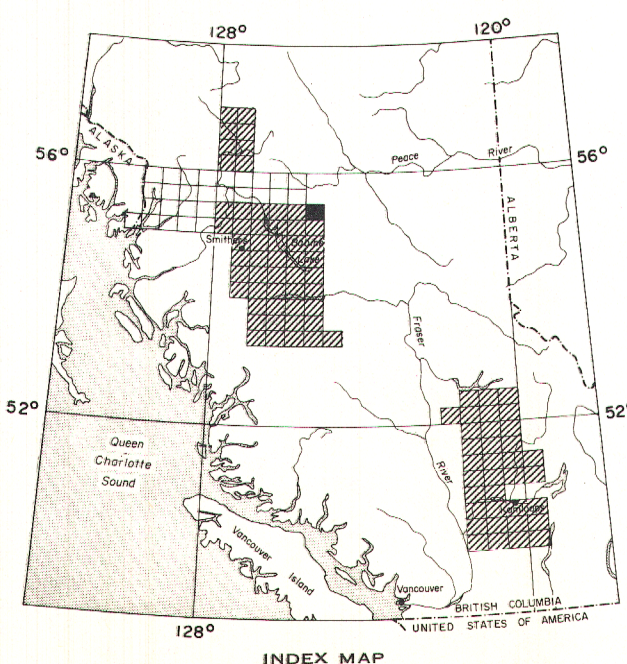 128°
120°
ALASKA
56°
Peace River
56°
ALBERTA
Smithers
Babine
Lake
Fraser
River
52°
52°
Queen
Charlotte
Sound
Kamloops
Vancouver Island
Vancouver
BRITISH COLUMBIA
UNITED STATES OF AMERICA
128°
INDEX MAP